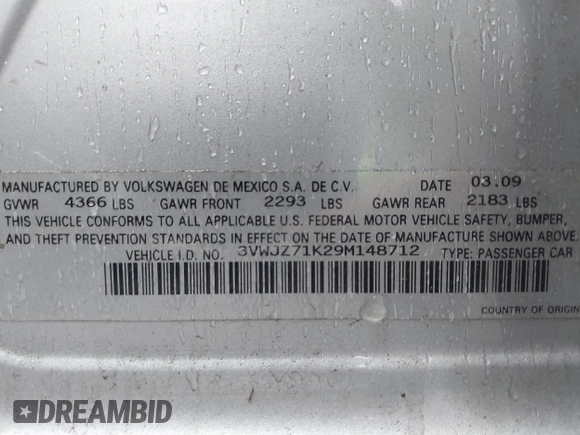 MANUFACTURED BY VOLKSWAGEN DE MEXICO S.A. DE C.V. DATE 03.09
GVWR 4366 LBS GAWR FRONT 2293 LBS GAWR REAR 2183 LBS
THIS VEHICLE CONFORMS TO ALL APPLICABLE U.S. FEDERAL MOTOR VEHICLE SAFETY, BUMPER,
AND THEFT PREVENTION STANDARDS IN EFFECT ON THE DATE OF MANUFACTURE SHOWN ABOVE.
VEHICLE I.D. NO. 3VWJZ71K29M148712 TYPE: PASSENGER CAR
COUNTRY OF ORIGIN
DREAMBID